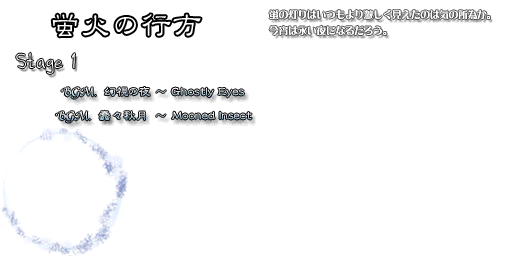 蛍火の行方
Stage 1
BGM. 幻視の夜 ～ Ghostly Eyes
BGM. 蠢々秋月 ～ Mooned Insect
蛍の灯りはいつもより激しく見えたのは気の所為か。
今宵は永い夜になるだろう。